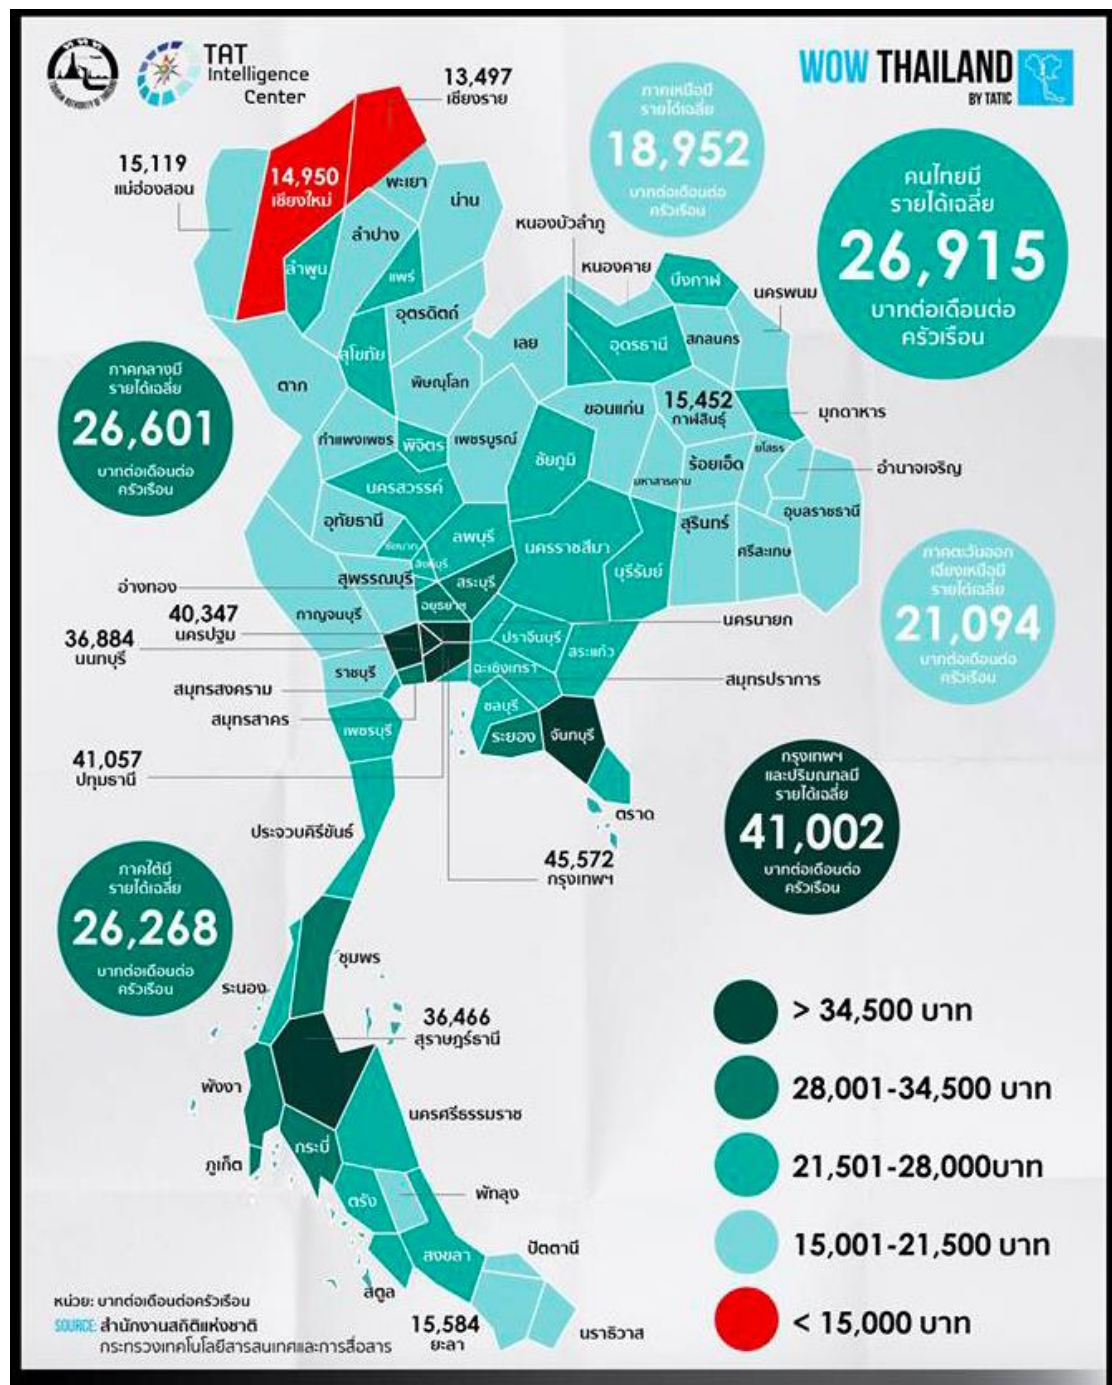 TAT
Intelligence
Center
WOW THAILAND
BY TATIC
13,497
เชียงราย
15,119
แม่ฮ่องสอน
14,950
เชียงใหม่
พะเยา
น่าน
ลำปาง
ลำพูน
แพร่
อุตรดิตถ์
สุโขทัย
ตาก
พิษณุโลก
กำแพงเพชร
พิจิตร
เพชรบูรณ์
นครสวรรค์
อุทัยธานี
ภาคเหนือมี
รายได้เฉลี่ย
18,952
บาทต่อเดือนต่อ
ครัวเรือน
คนไทยมี
รายได้เฉลี่ย
26,915
บาทต่อเดือนต่อ
ครัวเรือน
หนองบัวลำภู
หนองคาย
บึงกาฬ
นครพนม
เลย
อุดรธานี
สกลนคร
ขอนแก่น
15,452
กาฬสินธุ์
มุกดาหาร
ชัยภูมิ
มหาสารคาม
ร้อยเอ็ด
ยโสธร
อำนาจเจริญ
อุบลราชธานี
นครราชสีมา
บุรีรัมย์
สุรินทร์
ศรีสะเกษ
ภาคกลางมี
รายได้เฉลี่ย
26,601
บาทต่อเดือนต่อ
ครัวเรือน
ภาคตะวันออก
เฉียงเหนือมี
รายได้เฉลี่ย
21,094
บาทต่อเดือนต่อ
ครัวเรือน
ชัยนาท
สิงห์บุรี
ลพบุรี
สระบุรี
อยุธยาฯ
สุพรรณบุรี
อ่างทอง
กาญจนบุรี
40,347
นครปฐม
36,884
นนทบุรี
ราชบุรี
สมุทรสงคราม
สมุทรสาคร
เพชรบุรี
41,057
ปทุมธานี
ประจวบคิรีขันธ์
นครนายก
ปราจีนบุรี
สระแก้ว
ฉะเชิงเทรา
สมุทรปราการ
ชลบุรี
ระยอง
จันทบุรี
ตราด
45,572
กรุงเทพฯ
กรุงเทพฯ
และปริมณฑลมี
รายได้เฉลี่ย
41,002
บาทต่อเดือนต่อ
ครัวเรือน
ภาคใต้มี
รายได้เฉลี่ย
26,268
บาทต่อเดือนต่อ
ครัวเรือน
ชุมพร
ระนอง
36,466
สุราษฎร์ธานี
พังงา
นครศรีธรรมราช
ภูเก็ต
กระบี่
ตรัง
พัทลุง
สตูล
สงขลา
ปัตตานี
15,584
ยะลา
นราธิวาส
> 34,500 บาท
28,001-34,500 บาท
21,501-28,000บาท
15,001-21,500 บาท
< 15,000 บาท
หน่วย: บาทต่อเดือนต่อครัวเรือน
SOURCE: สำนักงานสถิติแห่งชาติ
กระทรวงเทคโนโลยีสารสนเทศและการสื่อสาร